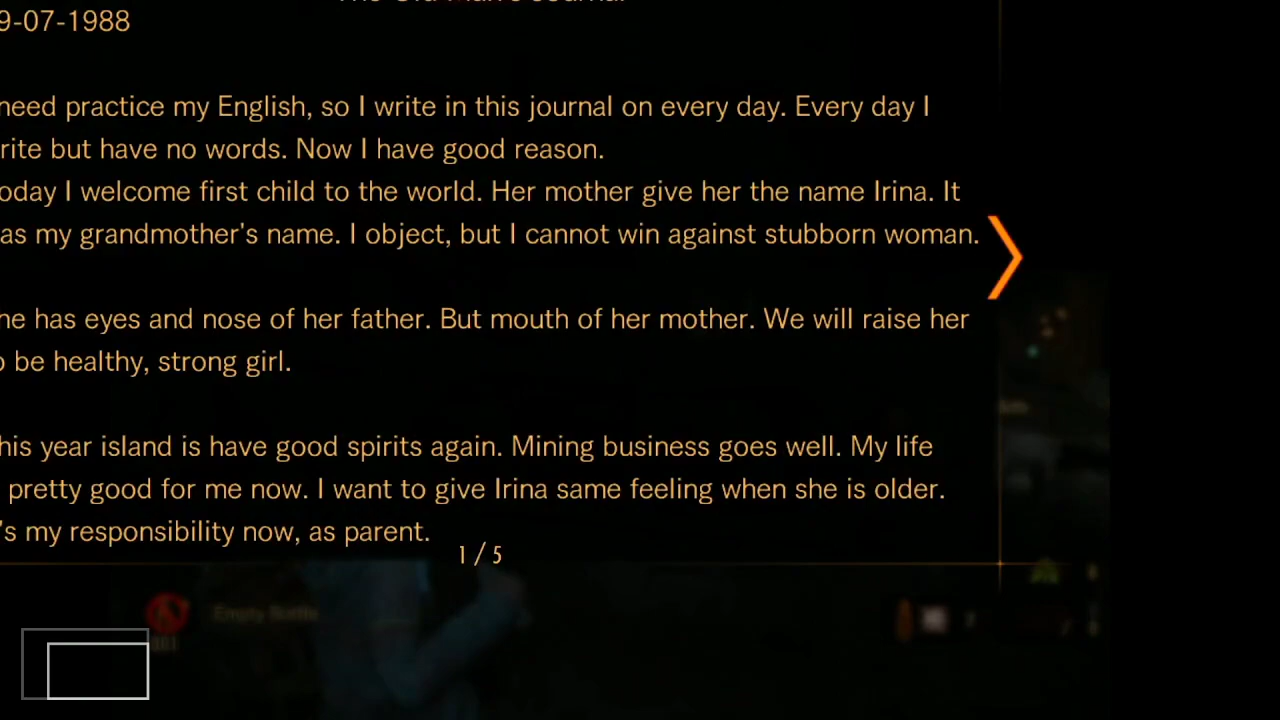 9-07-1988
need practice my English, so I write in this journal on every day. Every day I
rite but have no words. Now I have good reason.
oday I welcome first child to the world. Her mother give her the name Irina. It
as my grandmother's name. I object, but I cannot win against stubborn woman.
he has eyes and nose of her father. But mouth of her mother. We will raise her
o be healthy, strong girl.
his year island is have good spirits again. Mining business goes well. My life
pretty good for me now. I want to give Irina same feeling when she is older.
's my responsibility now, as parent.
1/5
Empty Bottle